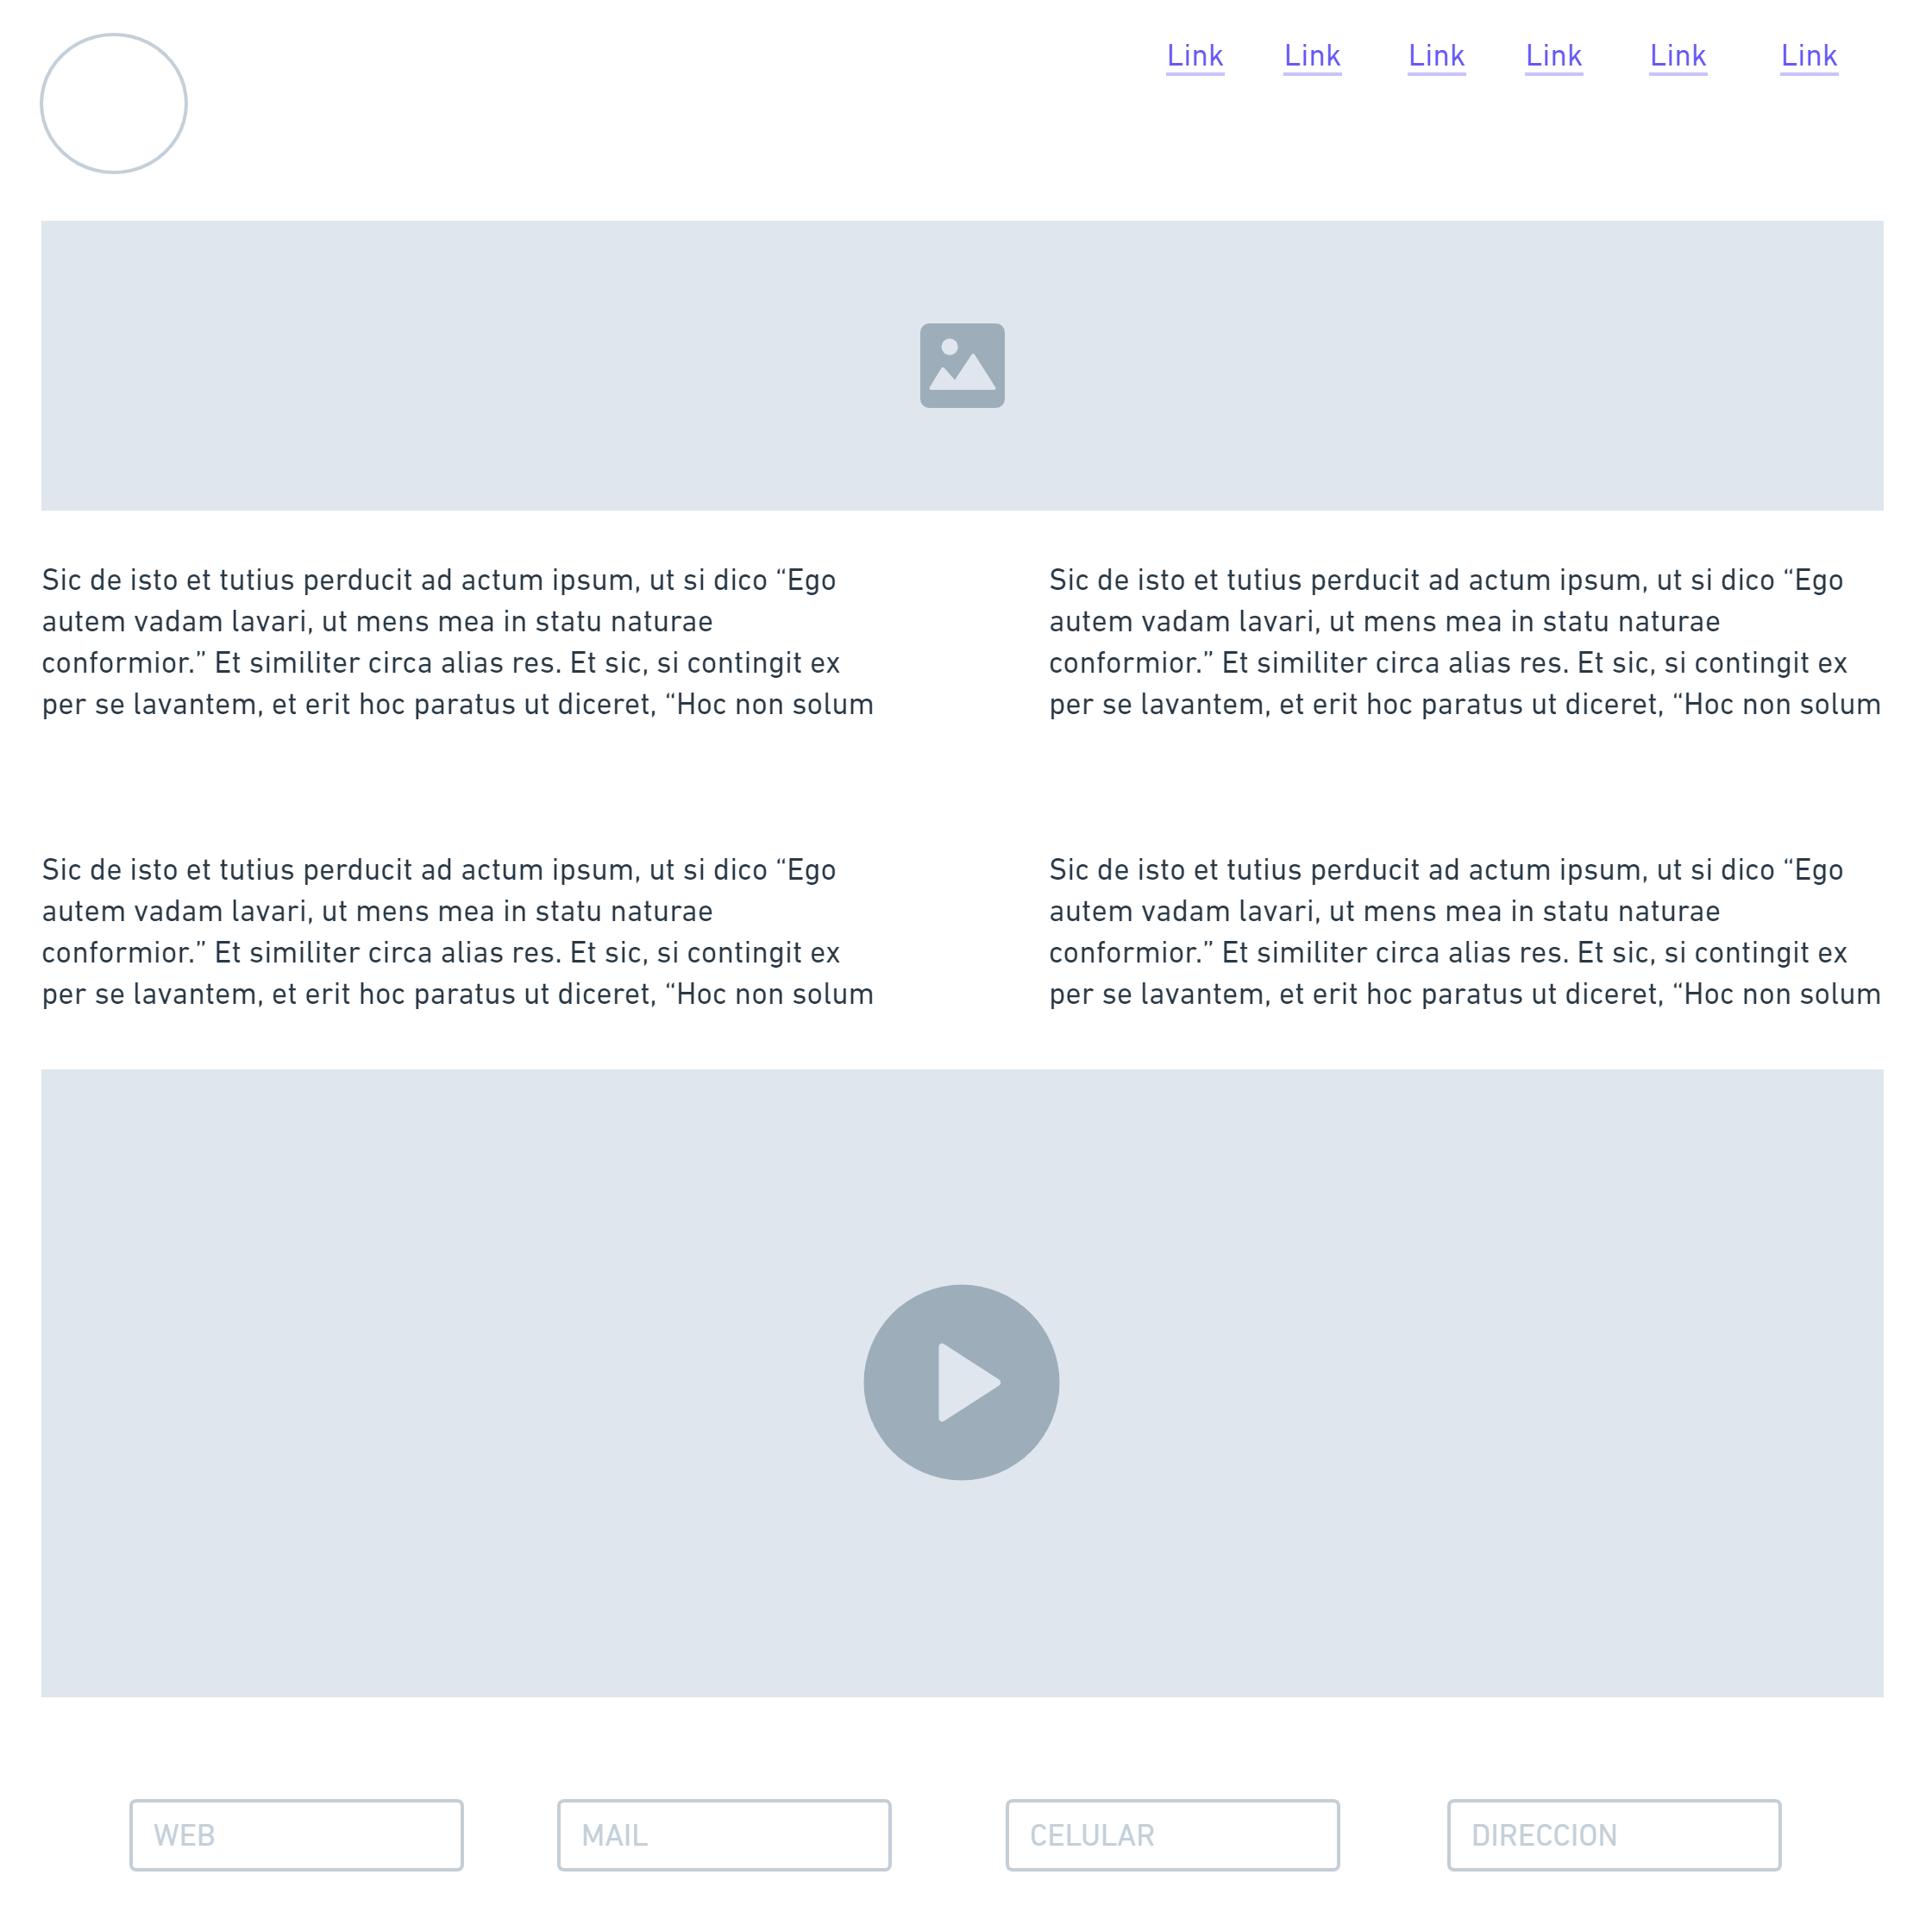 Link Link Link Link Link Link
Sic de isto et tutius perducit ad actum ipsum, ut si dico “Ego
autem vadam lavari, ut mens mea in statu naturae
conformior.” Et similiter circa alias res. Et sic, si contingit ex
per se lavantem, et erit hoc paratus ut diceret, “Hoc non solum
Sic de isto et tutius perducit ad actum ipsum, ut si dico “Ego
autem vadam lavari, ut mens mea in statu naturae
conformior.” Et similiter circa alias res. Et sic, si contingit ex
per se lavantem, et erit hoc paratus ut diceret, “Hoc non solum
Sic de isto et tutius perducit ad actum ipsum, ut si dico “Ego
autem vadam lavari, ut mens mea in statu naturae
conformior.” Et similiter circa alias res. Et sic, si contingit ex
per se lavantem, et erit hoc paratus ut diceret, “Hoc non solum
Sic de isto et tutius perducit ad actum ipsum, ut si dico “Ego
autem vadam lavari, ut mens mea in statu naturae
conformior.” Et similiter circa alias res. Et sic, si contingit ex
per se lavantem, et erit hoc paratus ut diceret, “Hoc non solum
WEB MAIL CELULAR DIRECCION